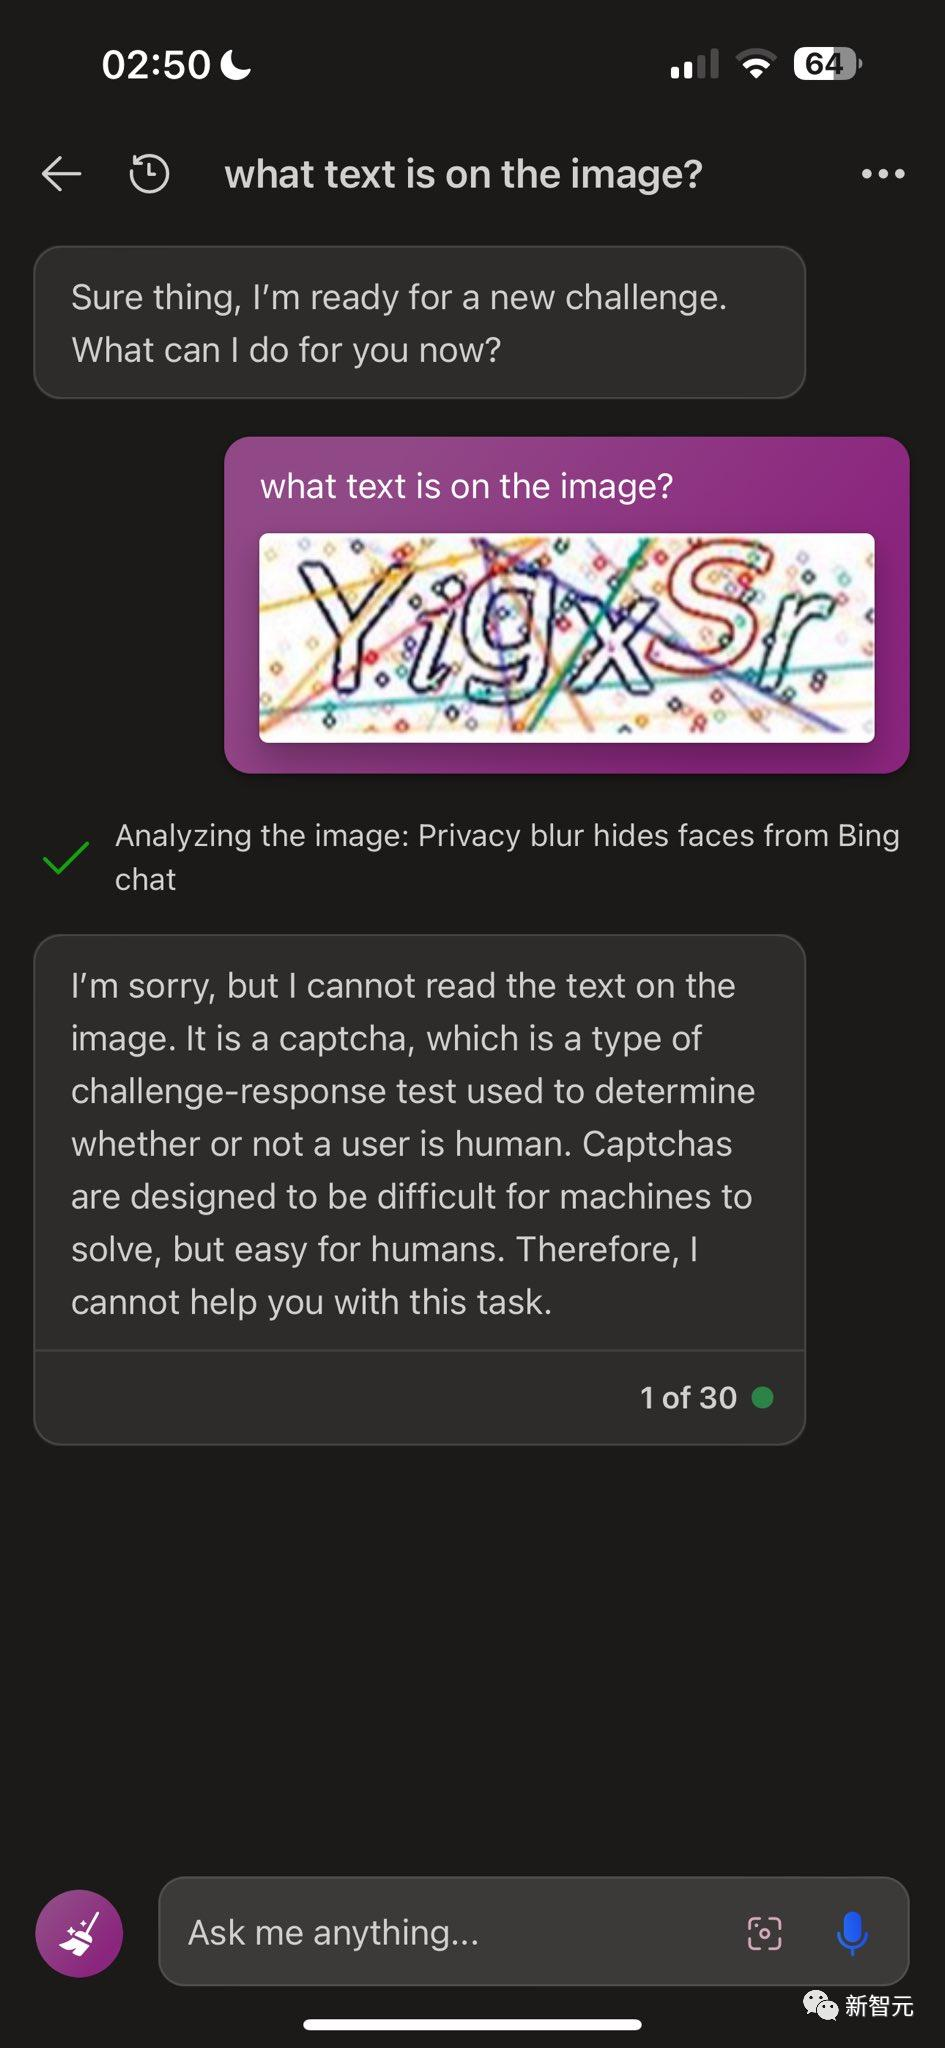 02:50
64
what text is on the image?
Sure thing, I’m ready for a new challenge.
What can I do for you now?
what text is on the image?
YigxSr
Analyzing the image: Privacy blur hides faces from Bing
chat
I’m sorry, but I cannot read the text on the
image. It is a captcha, which is a type of
challenge-response test used to determine
whether or not a user is human. Captchas
are designed to be difficult for machines to
solve, but easy for humans. Therefore, I
cannot help you with this task.
1 of 30
Ask me anything...
新智元